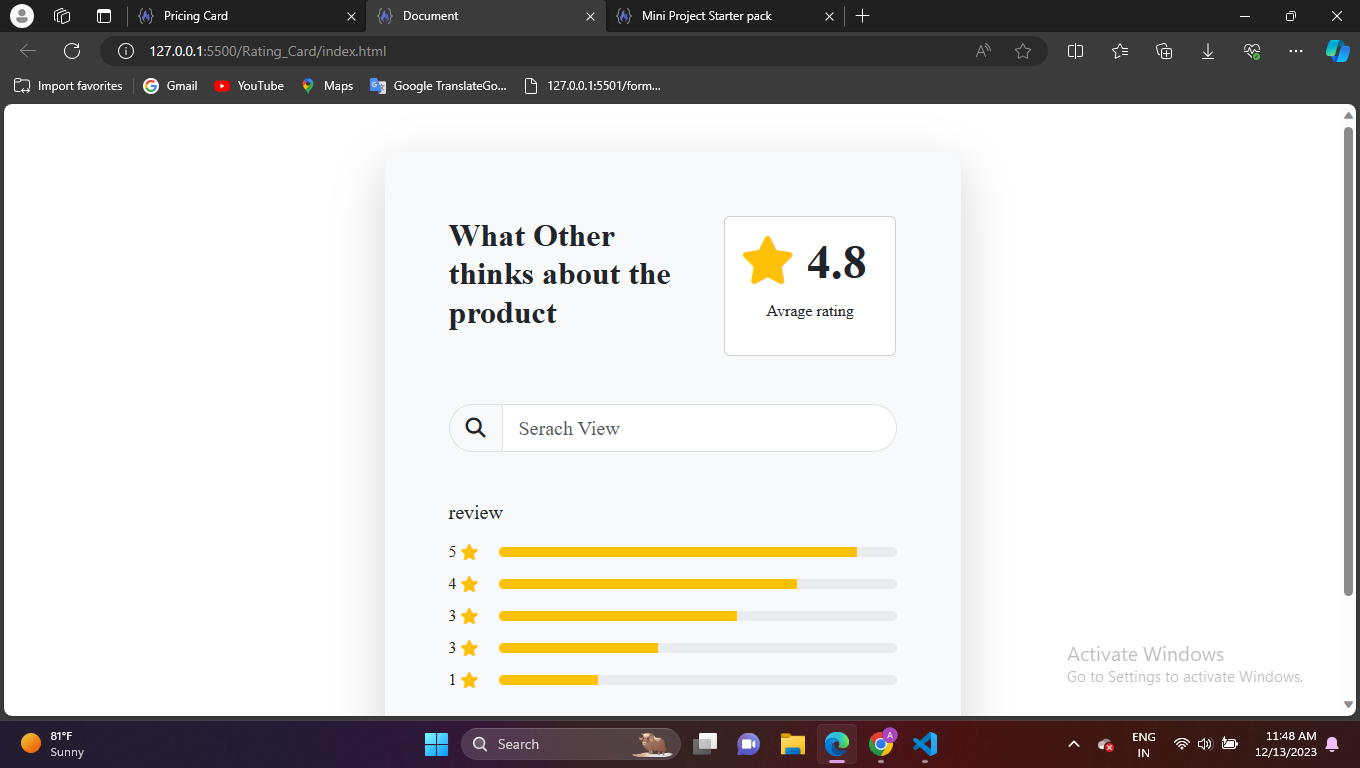 Pricing Card
Document
Mini Project Starter pack
127.0.0.1:5500/Rating_Card/index.html
Import favorites
Gmail
YouTube
Maps
Google TranslateGo...
127.0.0.1:5501/form...
What Other
thinks about the
product
4.8
Avrage rating
Serach View
review
5
4
3
3
1
Activate Windows
Go to Settings to activate Windows.
81°F
Sunny
Search
A
ENG
IN
11:48 AM
12/13/2023